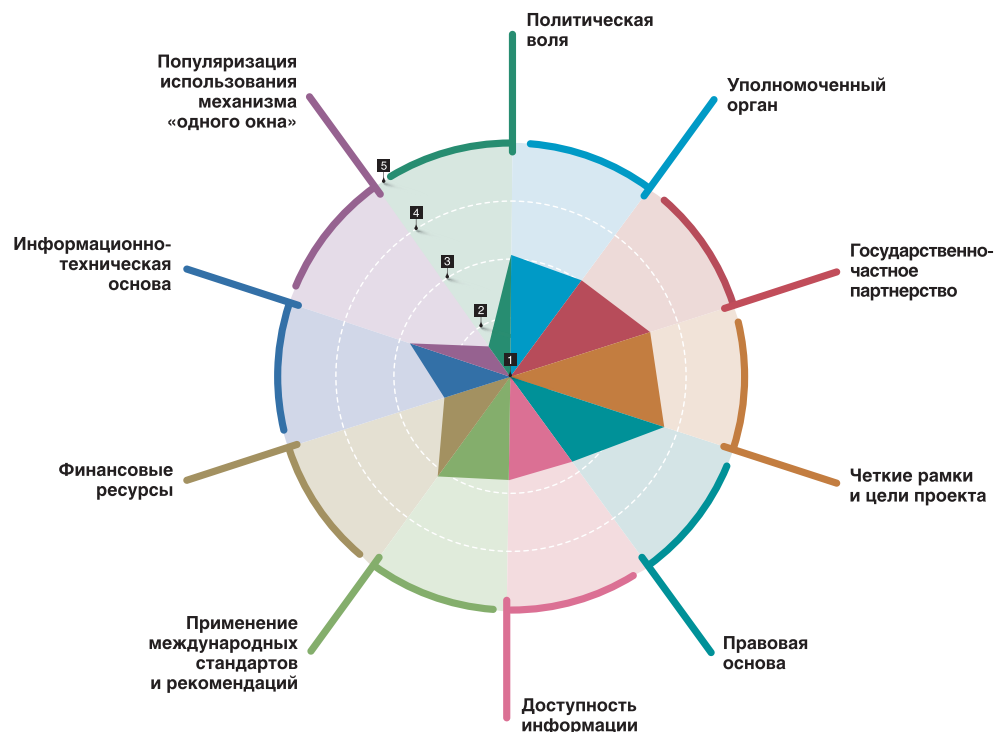 Политическая
воля
Уполномоченный
орган
Государственно-
частное
партнерство
Четкие рамки
и цели проекта
Правовая
основа
Доступность
информации
Применение
международных
стандартов
и рекомендаций
Финансовые
ресурсы
Информационно-
техническая
основа
Популяризация
использования
механизма
«одного окна»
5
4
3
2
1